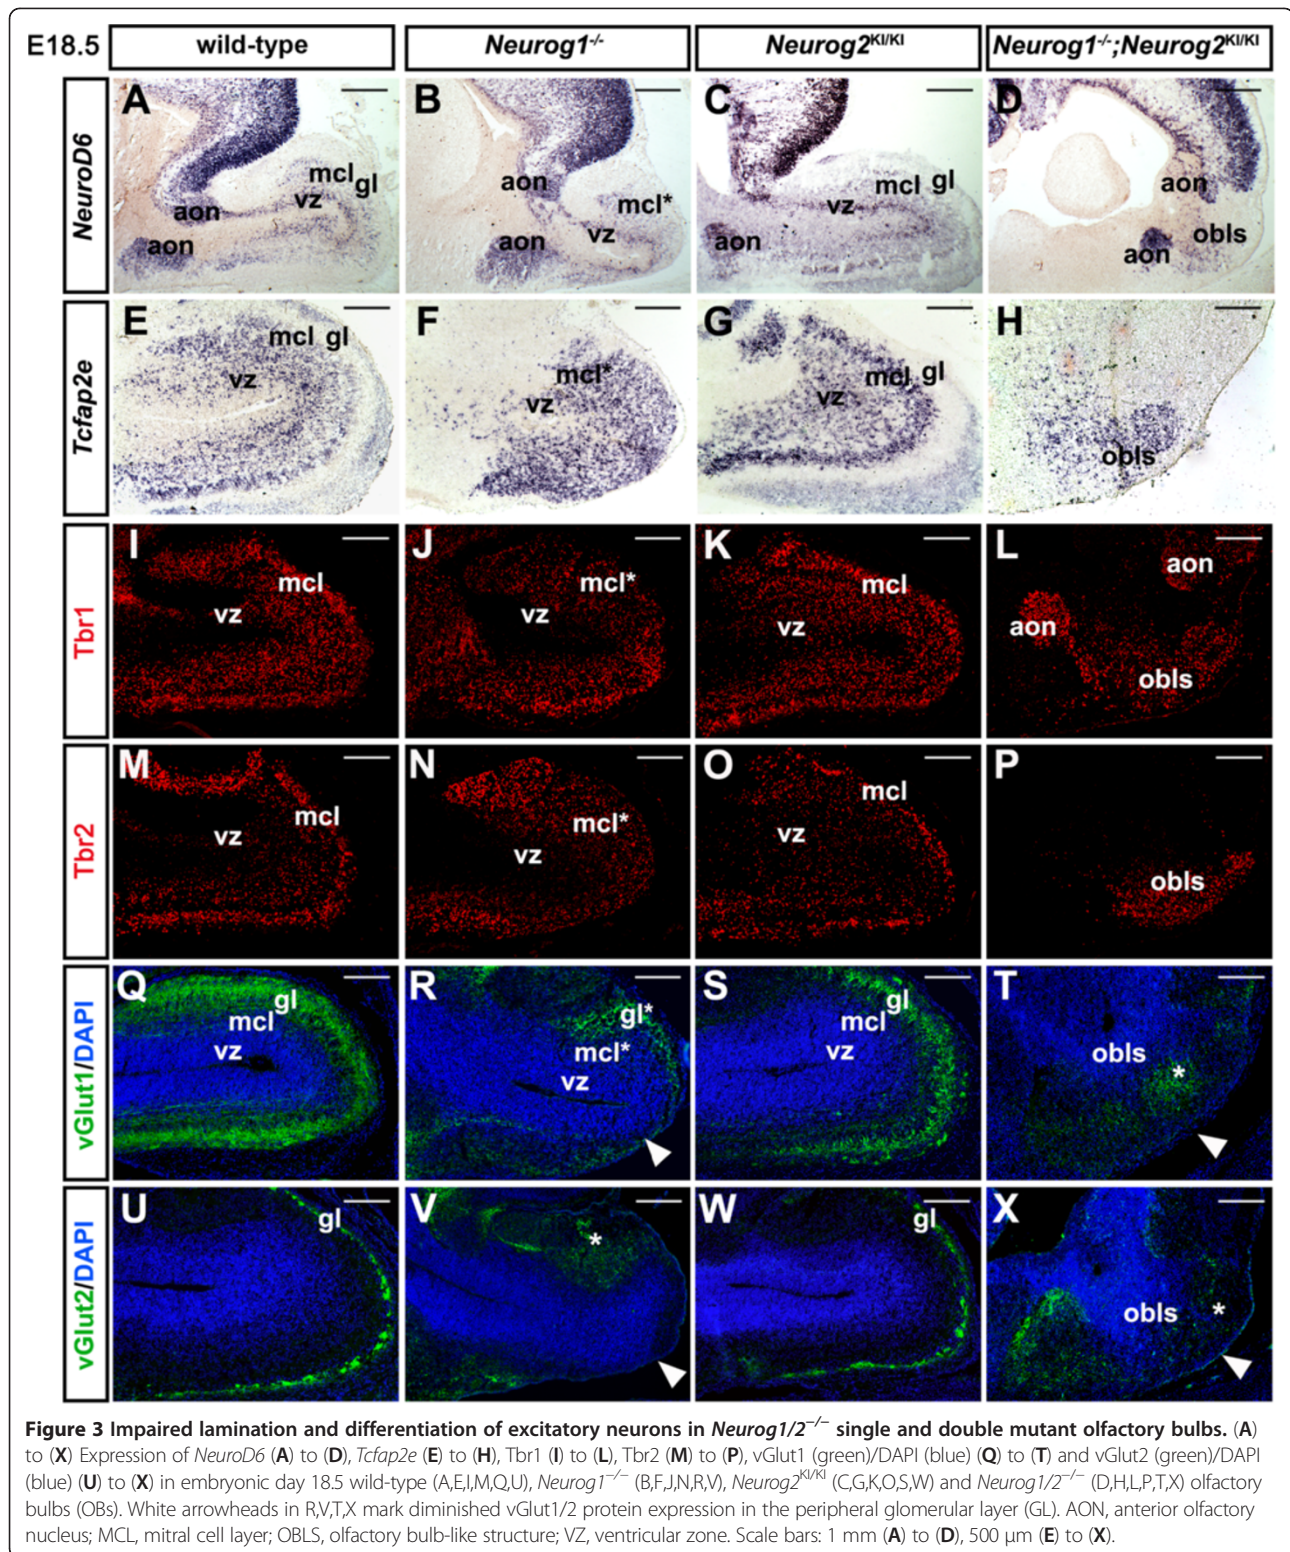 E18.5 wild-type Neurog1-/- Neurog2KI/KI Neurog1-/-;Neurog2KI/KI
NeuroD6
A mcl gl vz aon aon
B aon mcl* vz aon
C mcl gl vz aon
D aon obls aon
Tcfap2e
E mcl gl vz
F mcl* vz
G mcl gl vz
H obls
Tbr1
I mcl vz
J mcl* vz
K mcl vz
L aon aon obls
Tbr2
M mcl vz
N mcl* vz
O mcl vz
P obls
vGlut1/DAPI
Q gl mcl vz
R gl* mcl* vz
S gl mcl vz
T obls *
vGlut2/DAPI
U gl
V *
W gl
X obls *
Figure 3 Impaired lamination and differentiation of excitatory neurons in Neurog1/2−/− single and double mutant olfactory bulbs. (A)
to (X) Expression of NeuroD6 (A) to (D), Tcfap2e (E) to (H), Tbr1 (I) to (L), Tbr2 (M) to (P), vGlut1 (green)/DAPI (blue) (Q) to (T) and vGlut2 (green)/DAPI
(blue) (U) to (X) in embryonic day 18.5 wild-type (A,E,I,M,Q,U), Neurog1−/− (B,F,J,N,R,V), Neurog2KI/KI (C,G,K,O,S,W) and Neurog1/2−/− (D,H,L,P,T,X) olfactory
bulbs (OBs). White arrowheads in R,V,T,X mark diminished vGlut1/2 protein expression in the peripheral glomerular layer (GL). AON, anterior olfactory
nucleus; MCL, mitral cell layer; OBLS, olfactory bulb-like structure; VZ, ventricular zone. Scale bars: 1 mm (A) to (D), 500 μm (E) to (X).